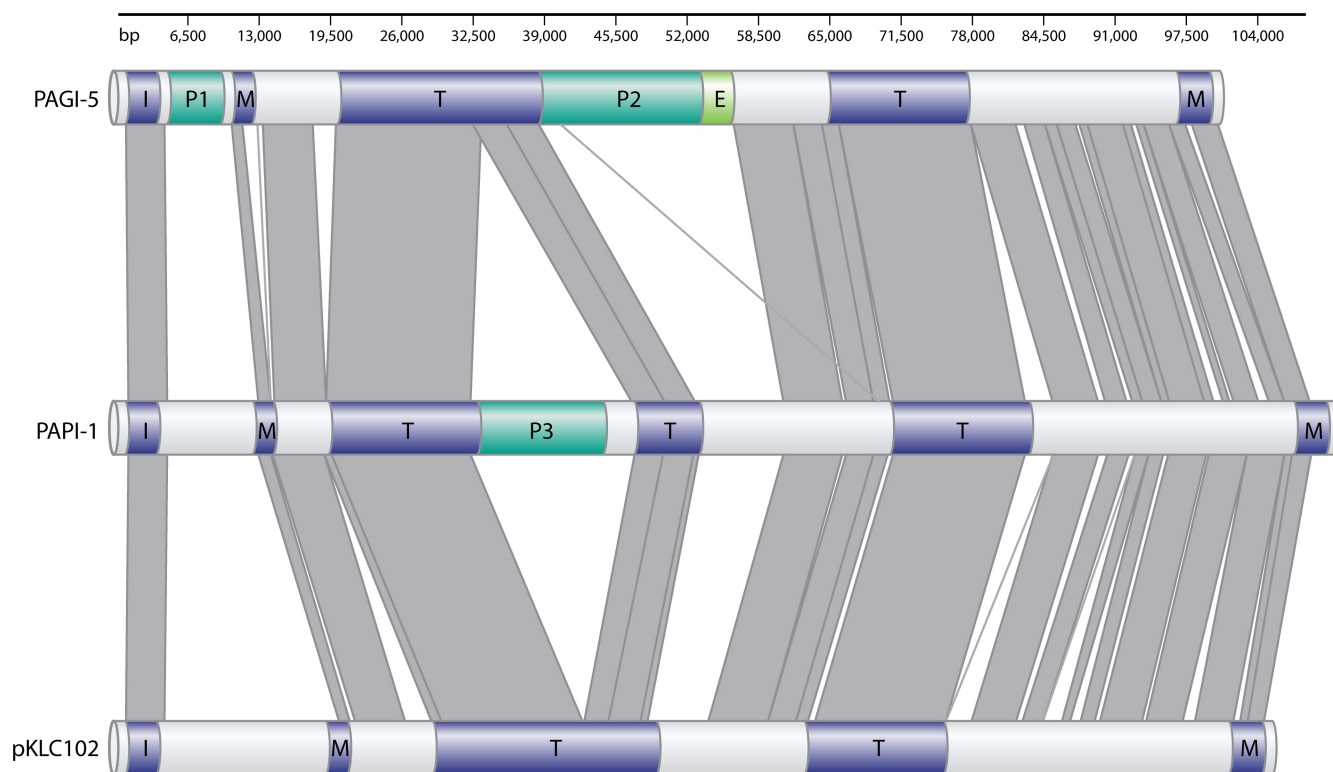 bp 6,500 13,000 19,500 26,000 32,500 39,000 45,500 52,000 58,500 65,000 71,500 78,000 84,500 91,000 97,500 104,000
PAGI-5 I P1 M T P2 E T M
PAPI-1 I M T P3 T T M
pKLC102 I M T T M